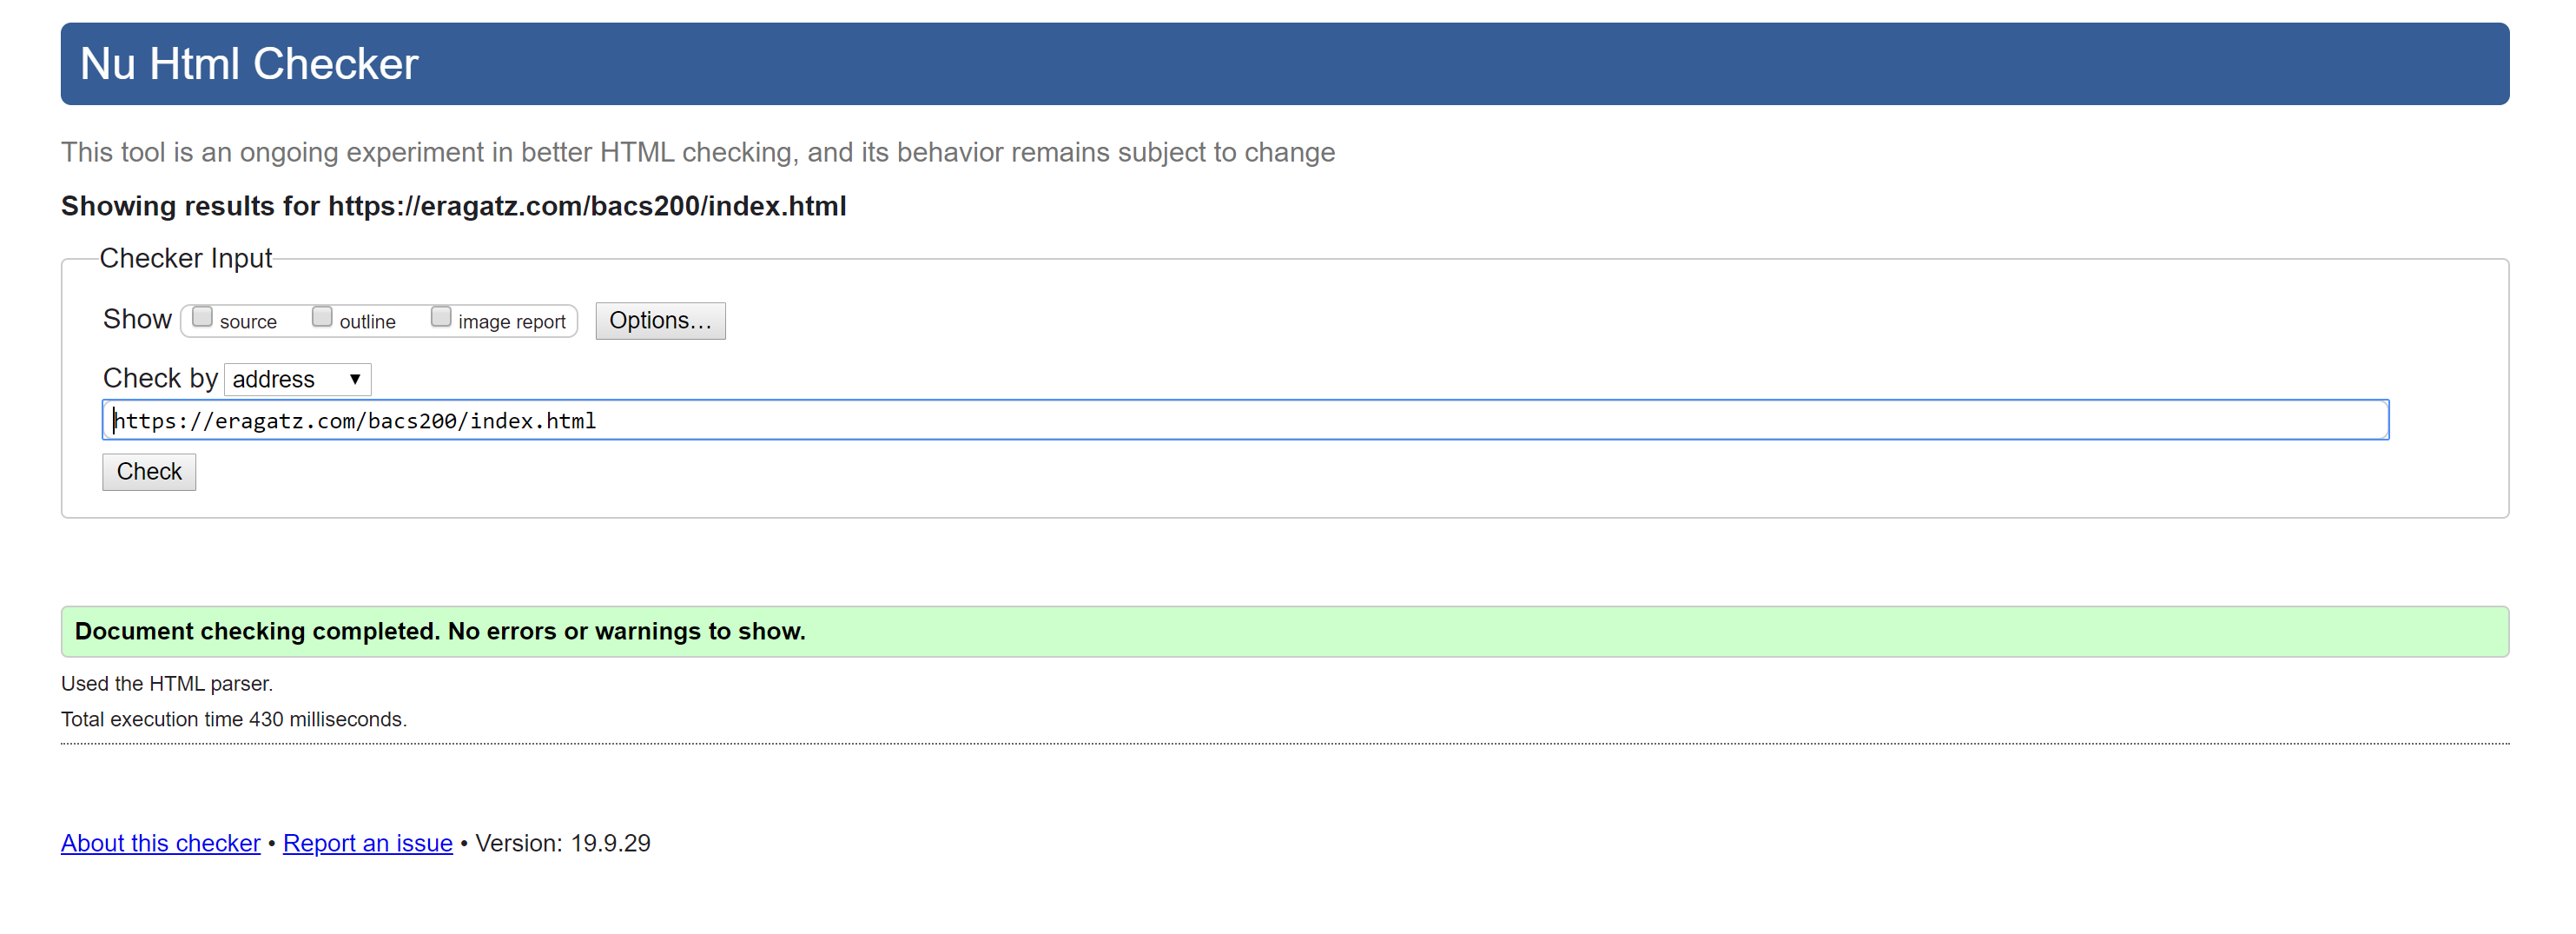 Nu Html Checker
This tool is an ongoing experiment in better HTML checking, and its behavior remains subject to change
Showing results for https://eragatz.com/bacs200/index.html
Checker Input
Show source outline image report Options...
Check by address
https://eragatz.com/bacs200/index.html
Check
Document checking completed. No errors or warnings to show.
Used the HTML parser.
Total execution time 430 milliseconds.
About this checker • Report an issue • Version: 19.9.29